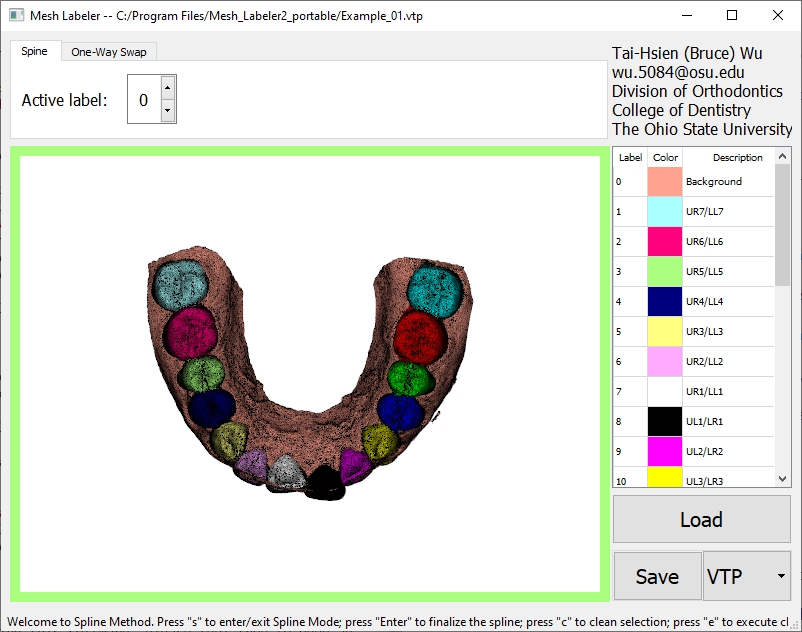 Mesh Labeler -- C:/Program Files/Mesh_Labeler2_portable/Example_01.vtp
Spine
One-Way Swap
Active label:
0
Tai-Hsien (Bruce) Wu
wu.5084@osu.edu
Division of Orthodontics
College of Dentistry
The Ohio State University
Label Color Description
0 Background
1 UR7/LL7
2 UR6/LL6
3 UR5/LL5
4 UR4/LL4
5 UR3/LL3
6 UR2/LL2
7 UR1/LL1
8 UL1/LR1
9 UL2/LR2
10 UL3/LR3
Load
Save
VTP
Welcome to Spline Method. Press "s" to enter/exit Spline Mode; press "Enter" to finalize the spline; press "c" to clean selection; press "e" to execute